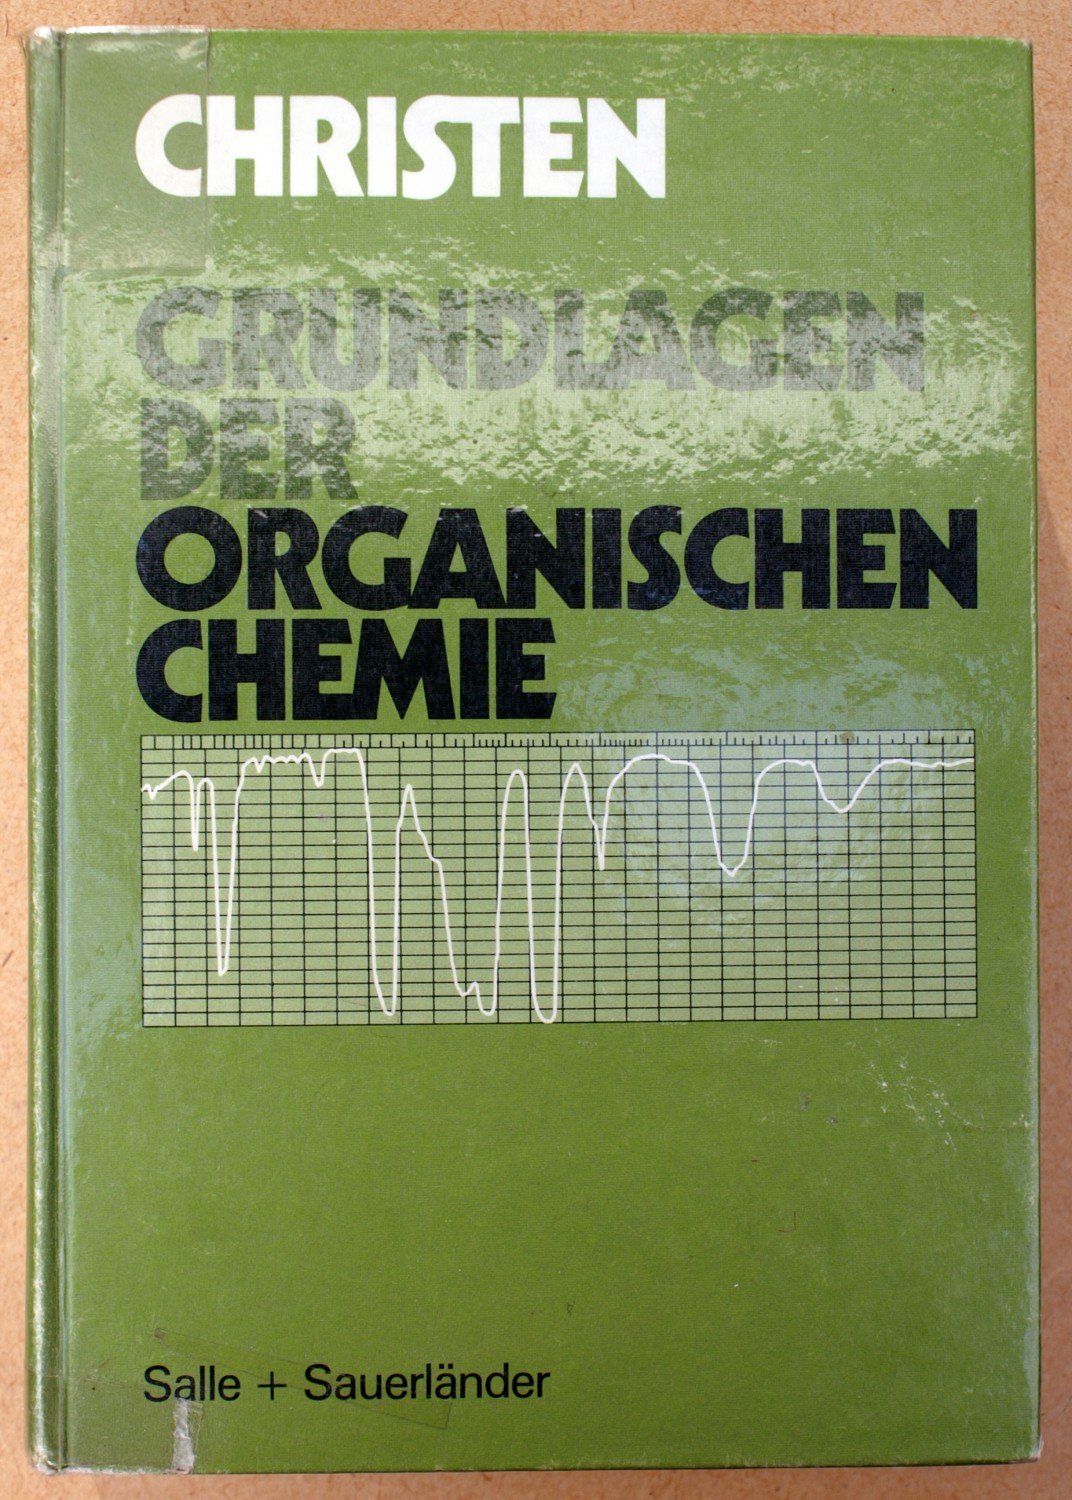 CHRISTEN
GRUNDLAGEN
DER
ORGANISCHEN
CHEMIE
Salle + Sauerländer